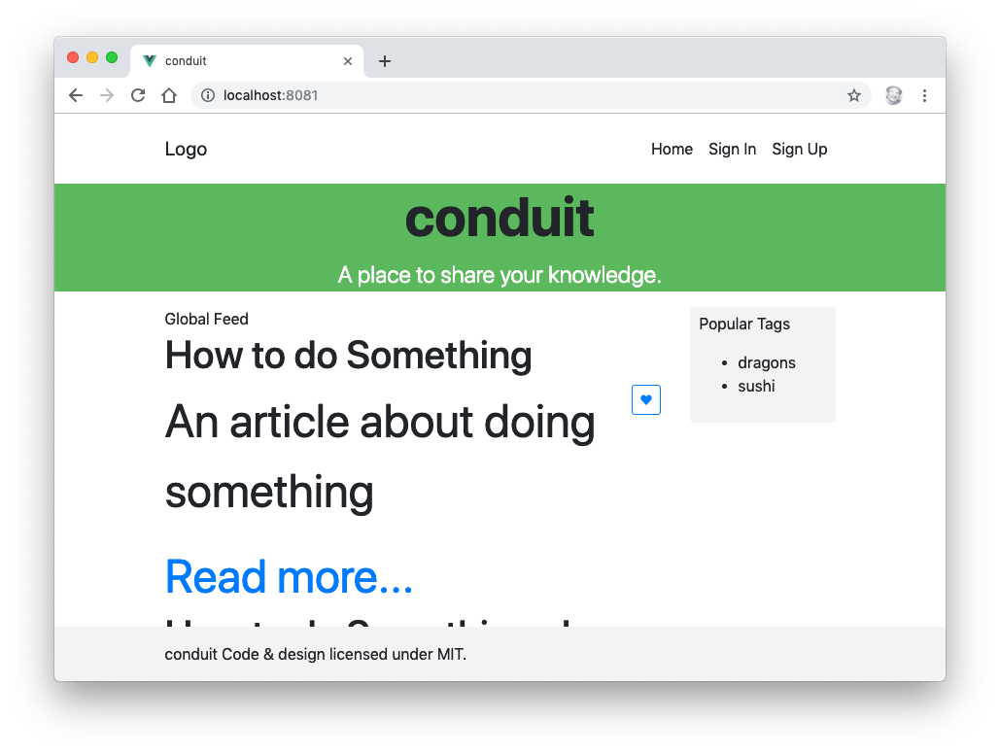 conduit
localhost:8081
Logo
Home Sign In Sign Up
conduit
A place to share your knowledge.
Global Feed
How to do Something
An article about doing
something
Read more...
Popular Tags
dragons
sushi
conduit Code & design licensed under MIT.